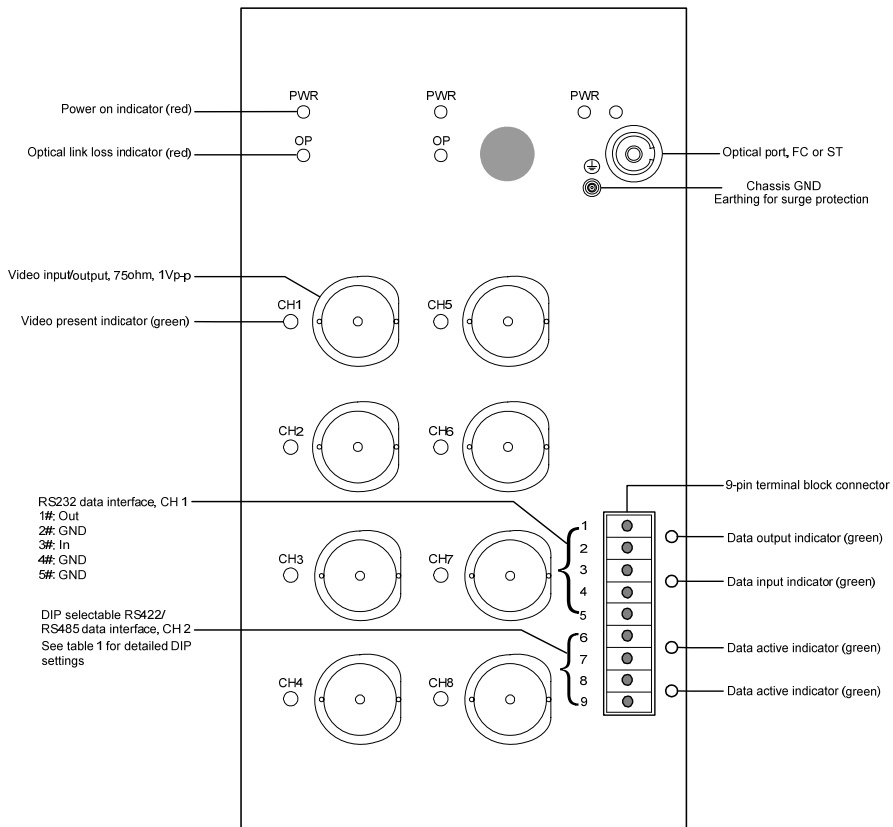 PWR PWR PWR
Power on indicator (red)
OP OP
Optical link loss indicator (red)
Optical port, FC or ST
Chassis GND
Earthing for surge protection
Video input/output, 75ohm, 1Vp-p
CH1 CH5
Video present indicator (green)
CH2 CH6
9-pin terminal block connector
RS232 data interface, CH 1
1#: Out
2#: GND
3#: In
4#: GND
5#: GND
CH3 CH7
1
2
3
4
5
6
7
8
9
Data output indicator (green)
Data input indicator (green)
DIP selectable RS422/
RS485 data interface, CH 2
See table 1 for detailed DIP
settings
Data active indicator (green)
Data active indicator (green)
CH4 CH8